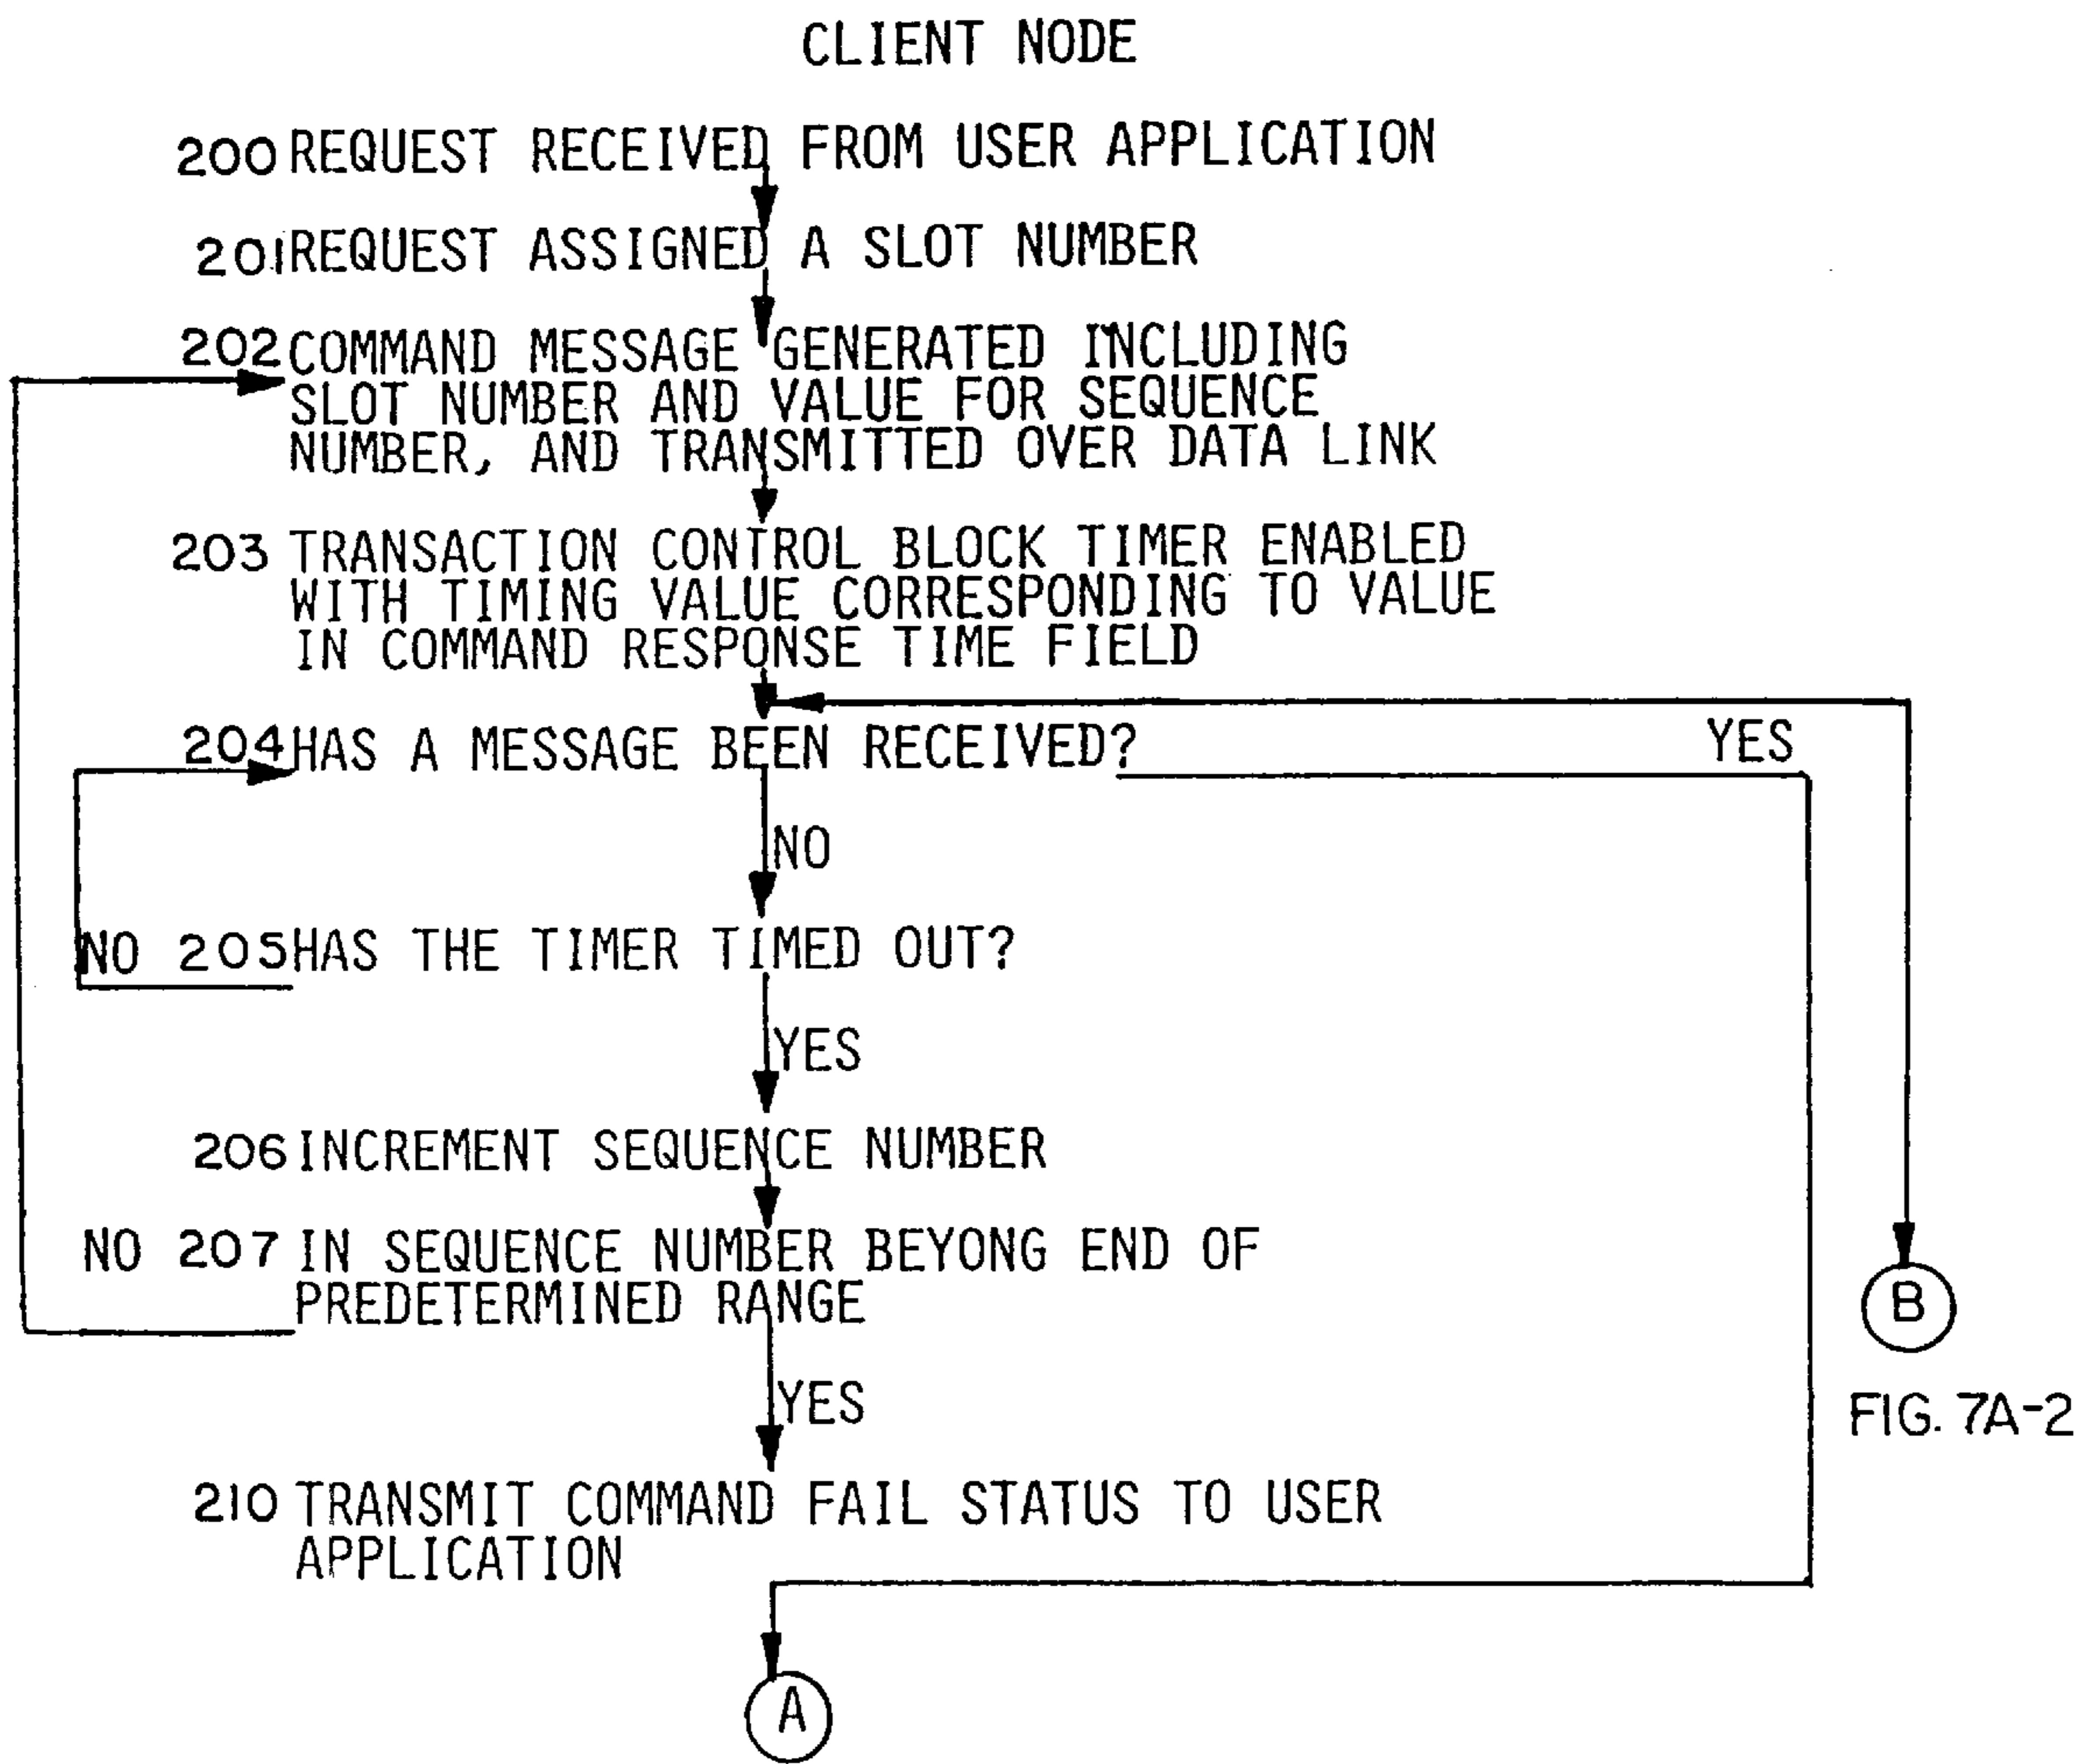 CLIENT NODE
200 REQUEST RECEIVED FROM USER APPLICATION
201 REQUEST ASSIGNED A SLOT NUMBER
202 COMMAND MESSAGE GENERATED INCLUDING
SLOT NUMBER AND VALUE FOR SEQUENCE
NUMBER, AND TRANSMITTED OVER DATA LINK
203 TRANSACTION CONTROL BLOCK TIMER ENABLED
WITH TIMING VALUE CORRESPONDING TO VALUE
IN COMMAND RESPONSE TIME FIELD
204 HAS A MESSAGE BEEN RECEIVED? YES
NO
NO 205 HAS THE TIMER TIMED OUT?
YES
206 INCREMENT SEQUENCE NUMBER
NO 207 IN SEQUENCE NUMBER BEYONG END OF
PREDETERMINED RANGE
B
YES
FIG. 7A-2
210 TRANSMIT COMMAND FAIL STATUS TO USER
APPLICATION
A